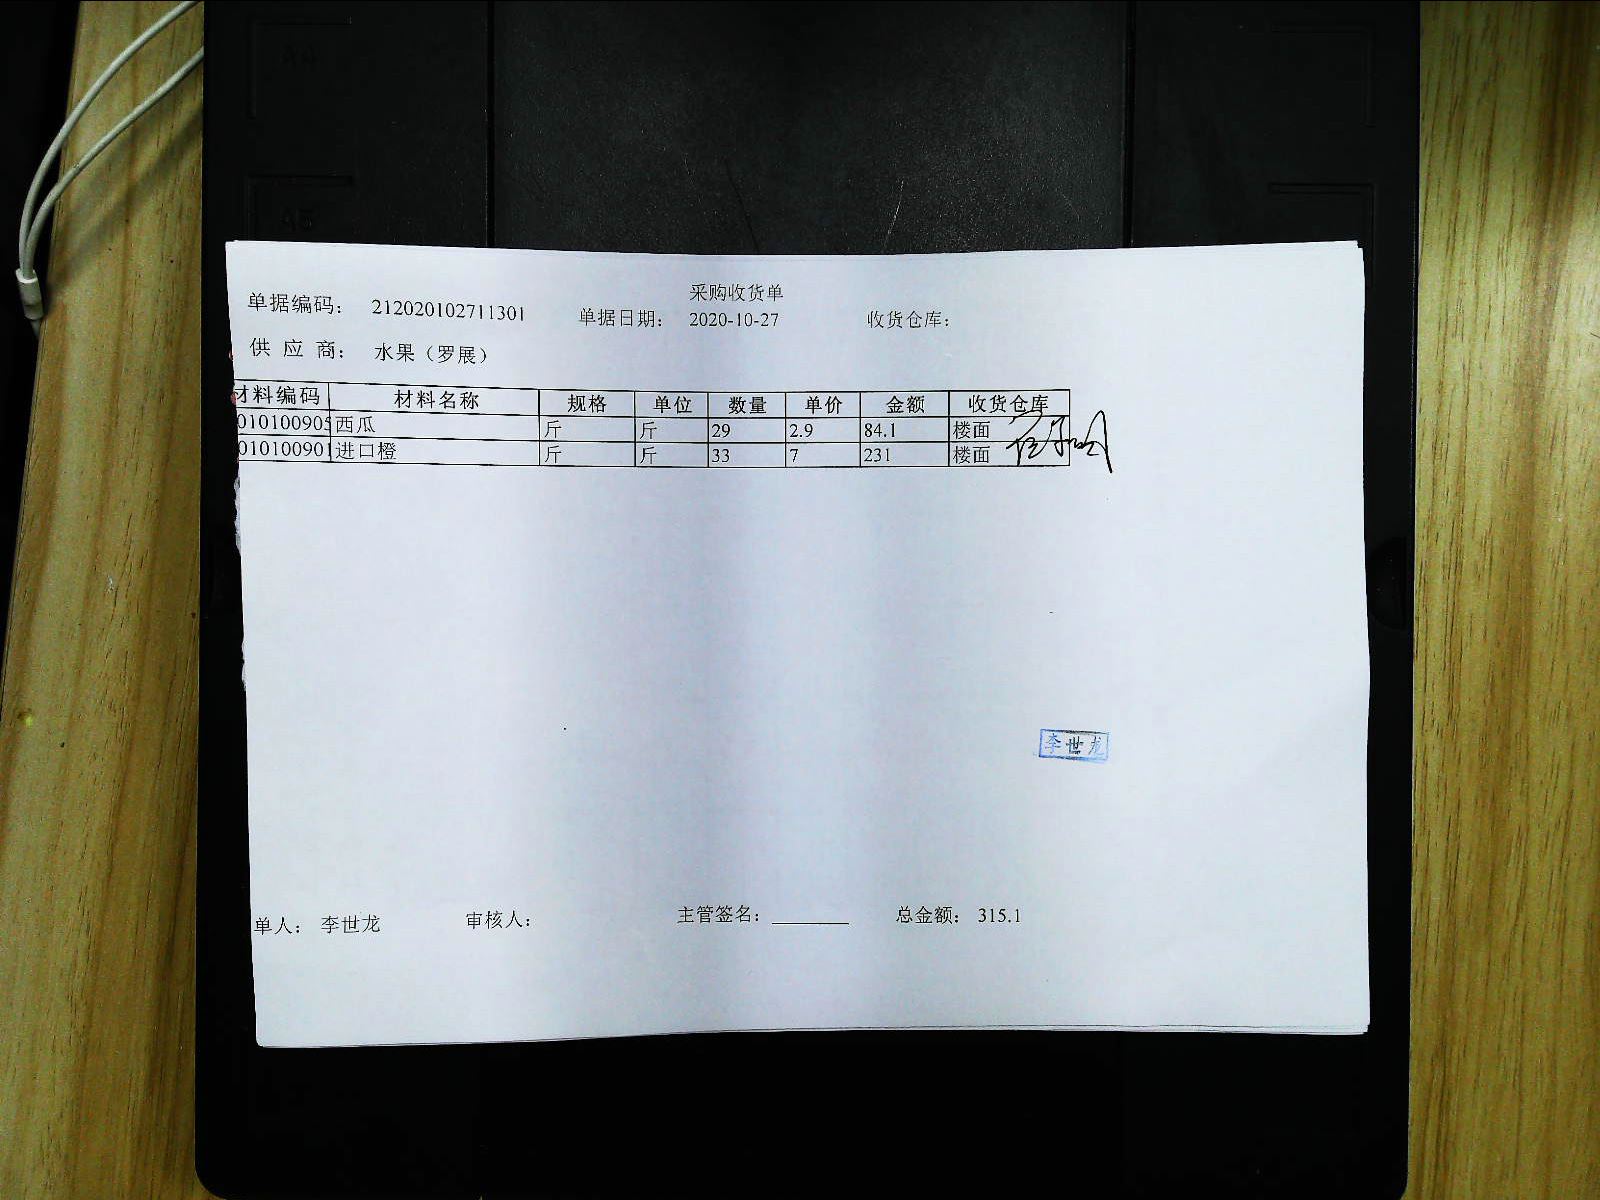 采购收货单
单据编码： 212020102711301 单据日期： 2020-10-27 收货仓库：
供 应 商： 水果（罗展）
材料编码 材料名称 规格 单位 数量 单价 金额 收货仓库
010100905 西瓜 斤 斤 29 2.9 84.1 楼面
010100901 进口橙 斤 斤 33 7 231 楼面
李世龙
单人： 李世龙 审核人： 主管签名： 总金额： 315.1